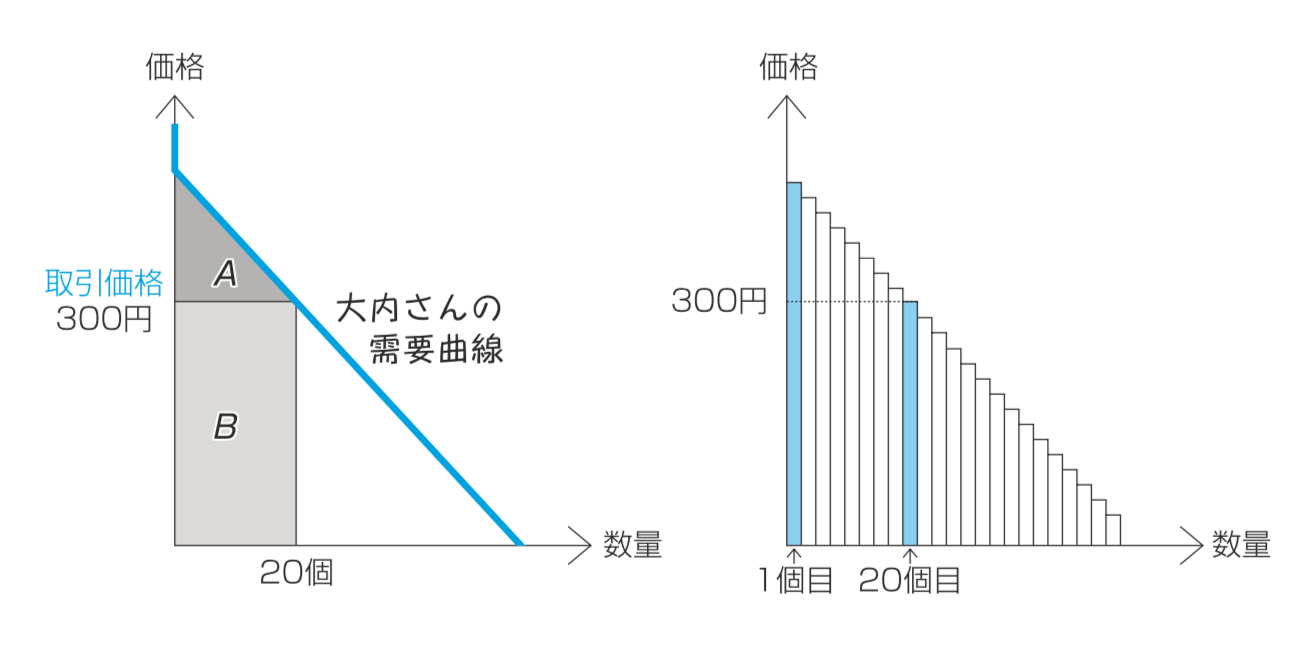 価格
取引価格
300円
A
B
大内さんの
需要曲線
20個
数量
価格
300円
1個目
20個目
数量